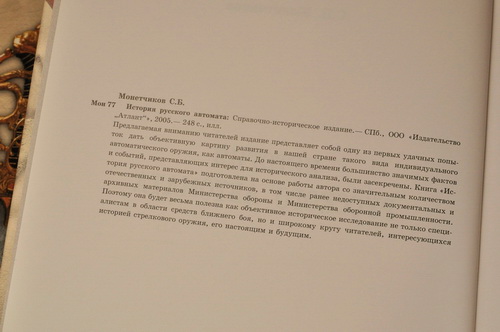 Монетчиков С.Б.
Мон 77 История русского автомата: Справочно-историческое издание.— СПб., ООО «Издательство
„Атлант“», 2005.— 248 с., илл.
Предлагаемая вниманию читателей издание представляет собой одну из первых удачных попы-
ток дать объективную картину развития в нашей стране такого вида индивидуального
автоматического оружия, как автоматы. До настоящего времени большинство значимых фактов
и событий, представляющих интерес для исторического анализа, были засекречены. Книга «Ис-
тория русского автомата» подготовлена на основе работы автора со значительным количеством
отечественных и зарубежных источников, в том числе ранее недоступных документальных и
архивных материалов Министерства обороны и Министерства оборонной промышленности.
Поэтому она будет весьма полезна как объективное историческое исследование не только специ-
алистам в области средств ближнего боя, но и широкому кругу читателей, интересующихся
историей стрелкового оружия, его настоящим и будущим.